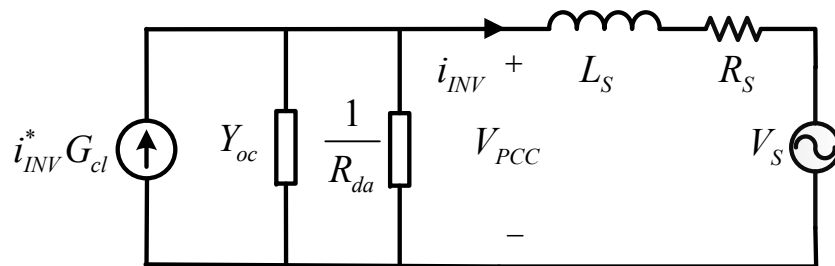 i*INV Gcl
Yoc
1
Rda
iINV
+
VPCC
−
LS
RS
VS